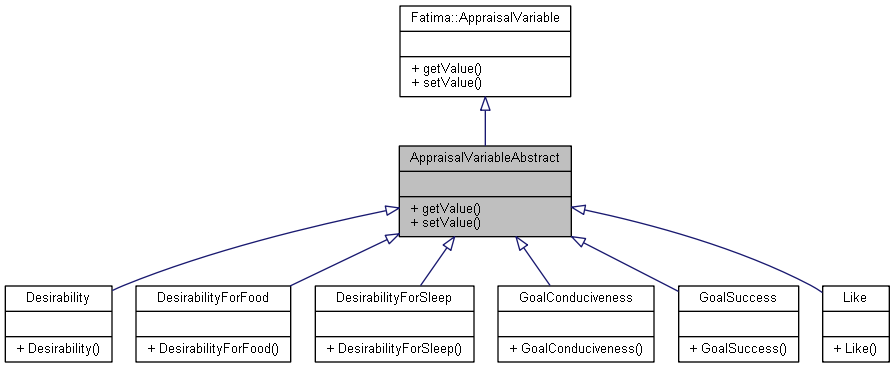 Fatima::AppraisalVariable
+ getValue()
+ setValue()
AppraisalVariableAbstract
+ getValue()
+ setValue()
Desirability
+ Desirability()
DesirabilityForFood
+ DesirabilityForFood()
DesirabilityForSleep
+ DesirabilityForSleep()
GoalConduciveness
+ GoalConduciveness()
GoalSuccess
+ GoalSuccess()
Like
+ Like()